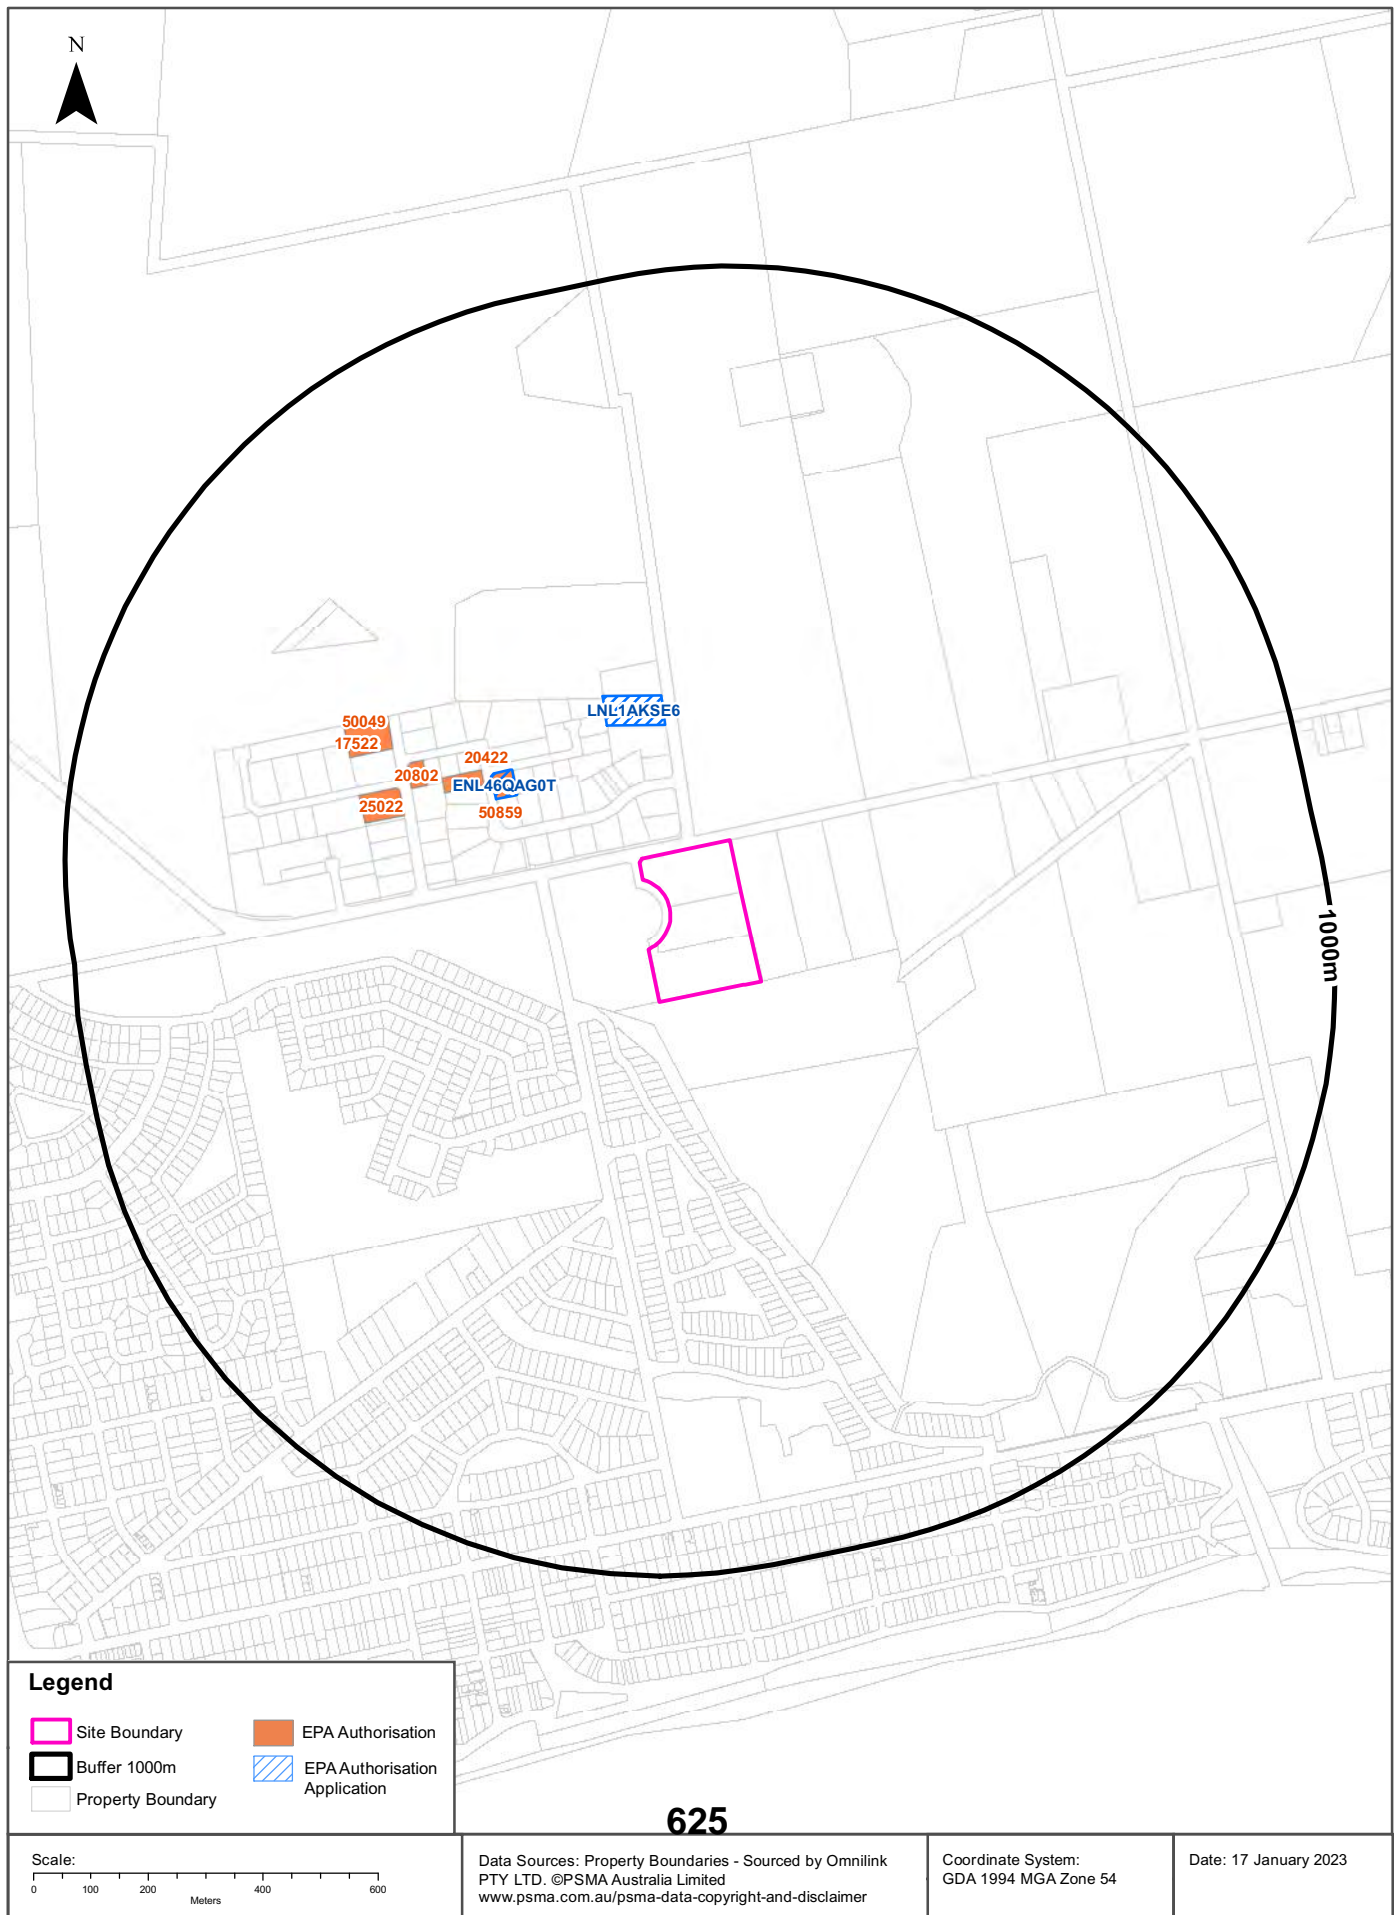 N
LNL1AKSE6
50049
17522
20422
20802
ENL46QAG0T
25022
50859
1000m
Legend
Site Boundary
EPA Authorisation
Buffer 1000m
EPA Authorisation
Application
Property Boundary
625
Scale:
0 100 200 400 600
Meters
Data Sources: Property Boundaries - Sourced by Omnilink
PTY LTD. ©PSMA Australia Limited
www.psma.com.au/psma-data-copyright-and-disclaimer
Coordinate System:
GDA 1994 MGA Zone 54
Date: 17 January 2023